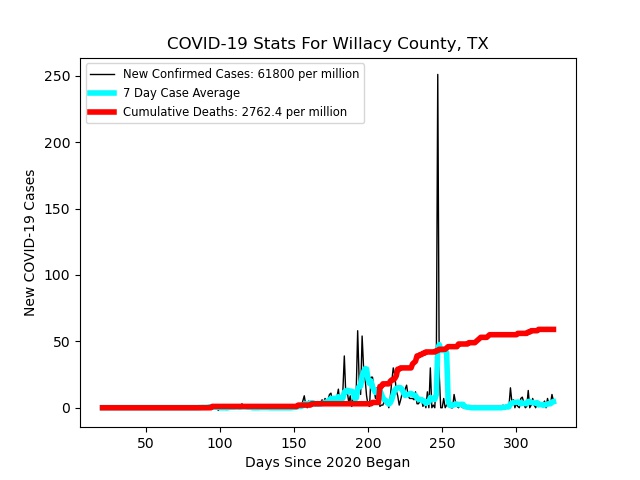 COVID-19 Stats For Willacy County, TX
New Confirmed Cases: 61800 per million
7 Day Case Average
Cumulative Deaths: 2762.4 per million
New COVID-19 Cases
250
200
150
100
50
0
50 100 150 200 250 300
Days Since 2020 Began